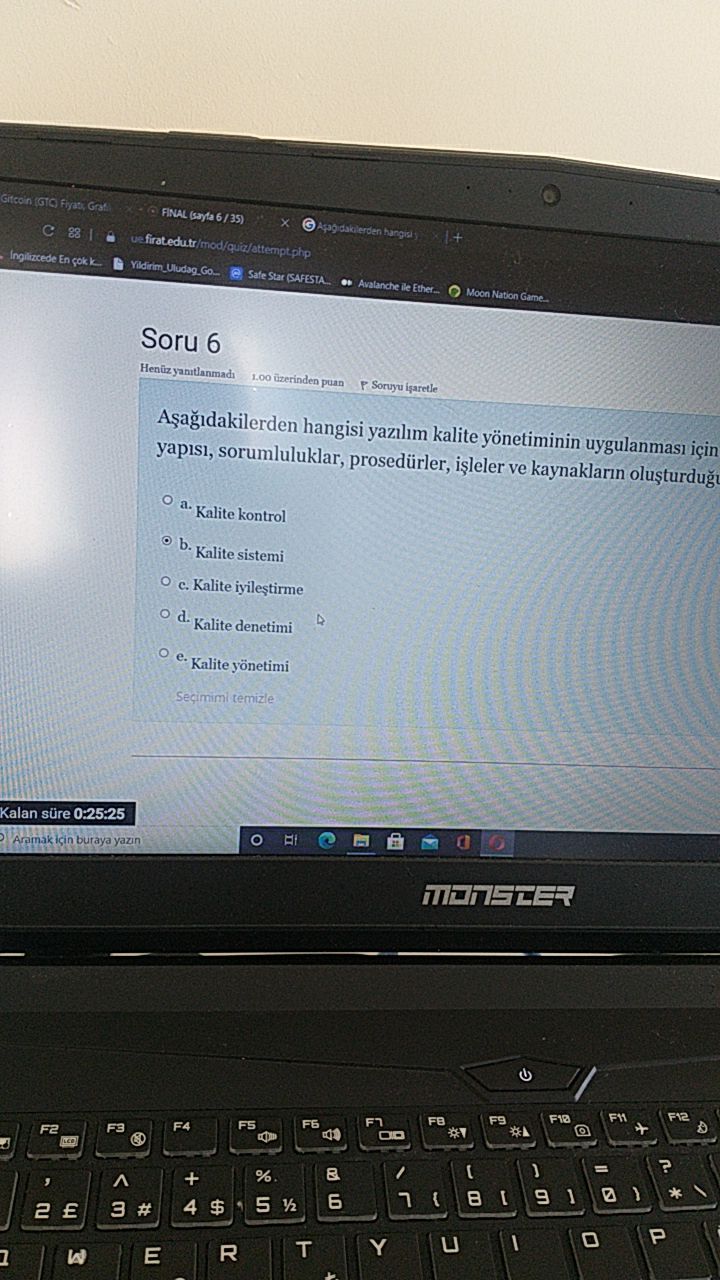 Gitcoin (GTC) Fiyatı, Grafi
FİNAL (sayfa 6 / 35)
Aşağıdakilerden hangisi y
ue.firat.edu.tr/mod/quiz/attempt.php
İngilizcede En çok k...
Yildirim_Uludag_Go...
Safe Star (SAFESTA...
Avalanche ile Ether...
Moon Nation Game...
Soru 6
Henüz yanıtlanmadı 1.00 üzerinden puan Soruyu işaretle
Aşağıdakilerden hangisi yazılım kalite yönetiminin uygulanması için
yapısı, sorumluluklar, prosedürler, işleler ve kaynakların oluşturduğu
a. Kalite kontrol
b. Kalite sistemi
c. Kalite iyileştirme
d. Kalite denetimi
e. Kalite yönetimi
Seçimimi temizle
Kalan süre 0:25:25
Aramak için buraya yazın
MONSTER
F2 F3 F4 F5 F6 F7 F8 F9 F10 F11 F12
' ^ + % & / ( ) = ?
2 £ 3 # 4 $ 5 ½ 6 7 { 8 [ 9 ] 0 } * \
W E R T Y U I O P